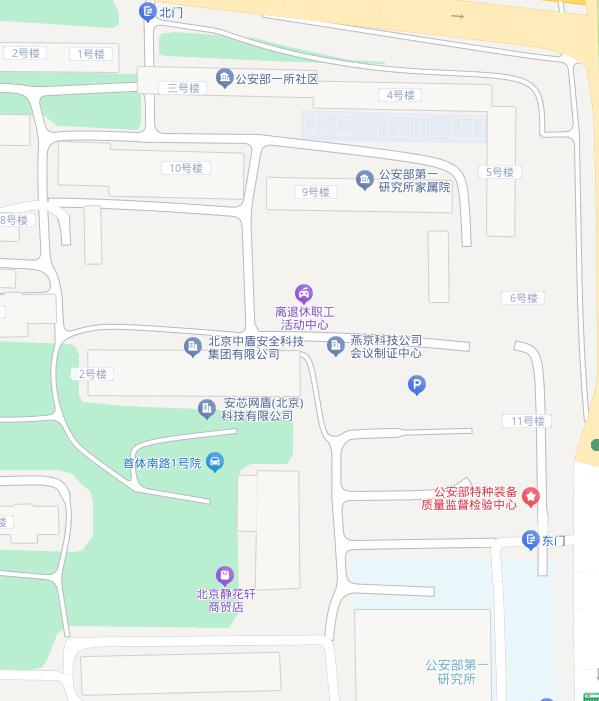 北门
2号楼
1号楼
公安部一所社区
三号楼
4号楼
10号楼
公安部第一
研究所家属院
5号楼
9号楼
8号楼
离退休职工
活动中心
6号楼
北京中盾安全科技
集团有限公司
燕京科技公司
会议制证中心
2号楼
安芯网盾(北京)
科技有限公司
P
11号楼
首体南路1号院
公安部特种装备
质量监督检验中心
楼
东门
北京静花轩
商贸店
公安部第一
研究所